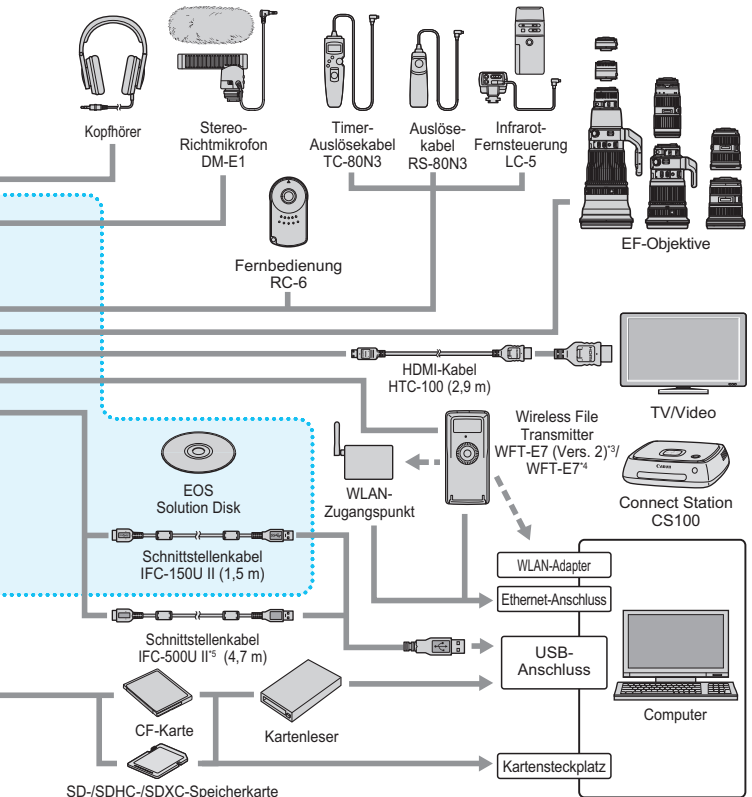 Kopfhörer
Stereo-
Richtmikrofon
DM-E1
Timer-
Auslösekabel
TC-80N3
Auslöse-
kabel
RS-80N3
Infrarot-
Fernsteuerung
LC-5
EF-Objektive
Fernbedienung
RC-6
HDMI-Kabel
HTC-100 (2,9 m)
TV/Video
Wireless File
Transmitter
WFT-E7 (Vers. 2)*3/
WFT-E7*4
WLAN-
Zugangspunkt
Canon
Connect Station
CS100
EOS
Solution Disk
Schnittstellenkabel
IFC-150U II (1,5 m)
WLAN-Adapter
Ethernet-Anschluss
Schnittstellenkabel
IFC-500U II*5 (4,7 m)
USB-
Anschluss
Computer
CF-Karte
Kartenleser
Kartensteckplatz
SD-/SDHC-/SDXC-Speicherkarte